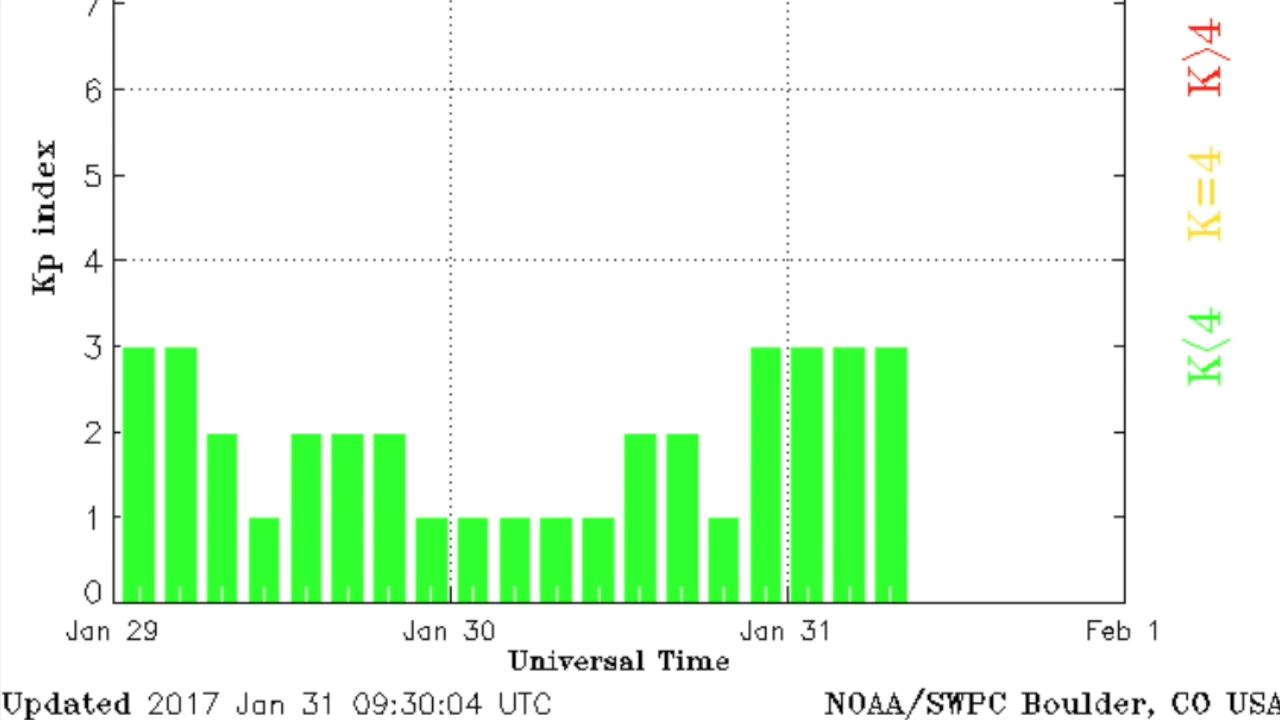 7
6
5
4
3
2
1
0
Kp index
Jan 29 Jan 30 Jan 31 Feb 1
Universal Time
Updated 2017 Jan 31 09:30:04 UTC
NOAA/SWPC Boulder, CO USA
K>4
K=4
K<4